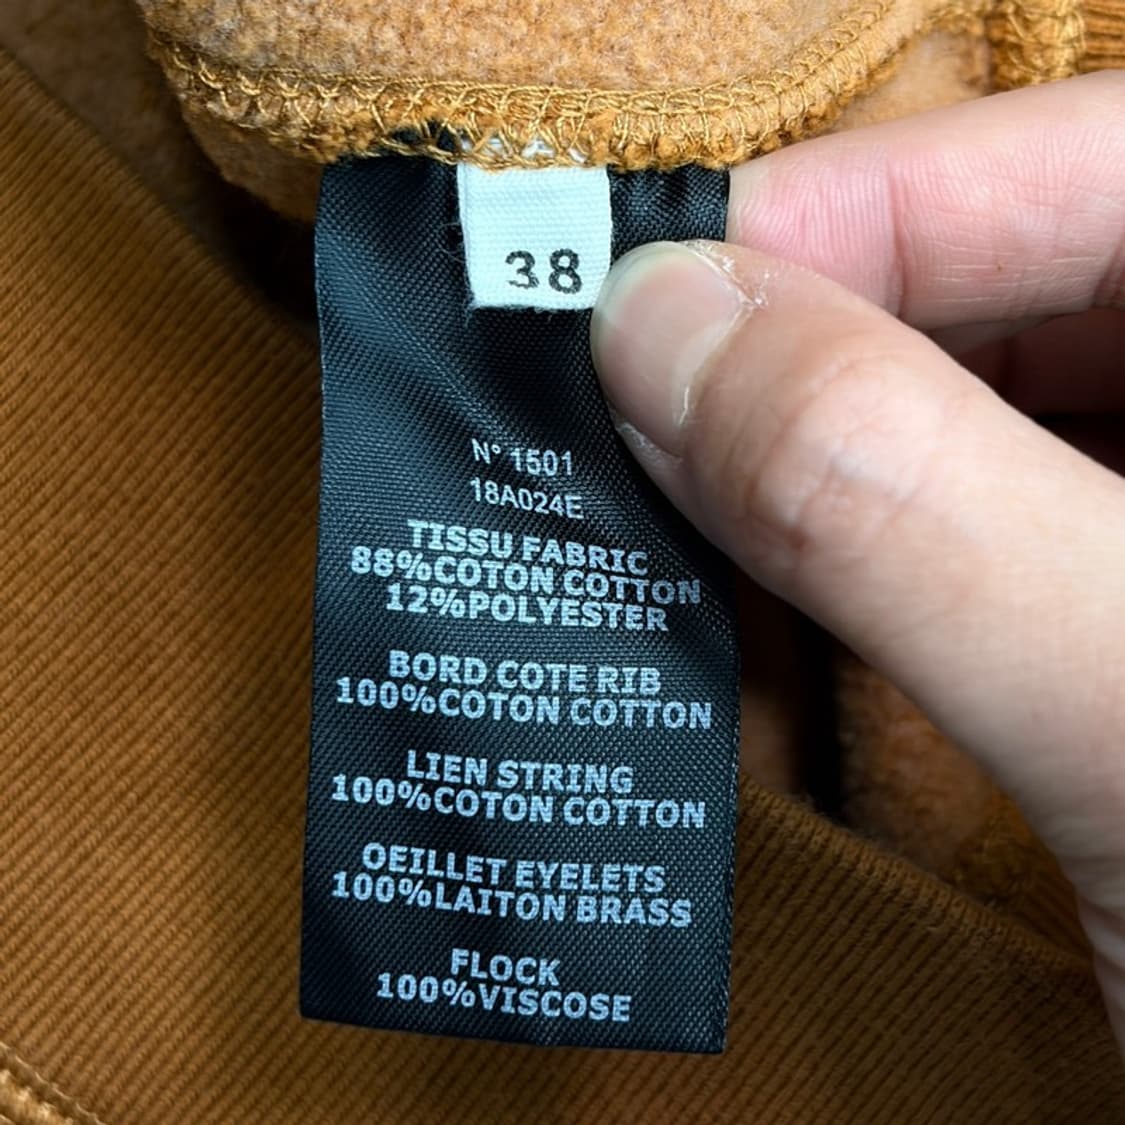 38
N° 1501
18A024E
TISSU FABRIC
88%COTON COTTON
12%POLYESTER
BORD COTE RIB
100%COTON COTTON
LIEN STRING
100%COTON COTTON
OEILLET EYELETS
100%LAITON BRASS
FLOCK
100%VISCOSE